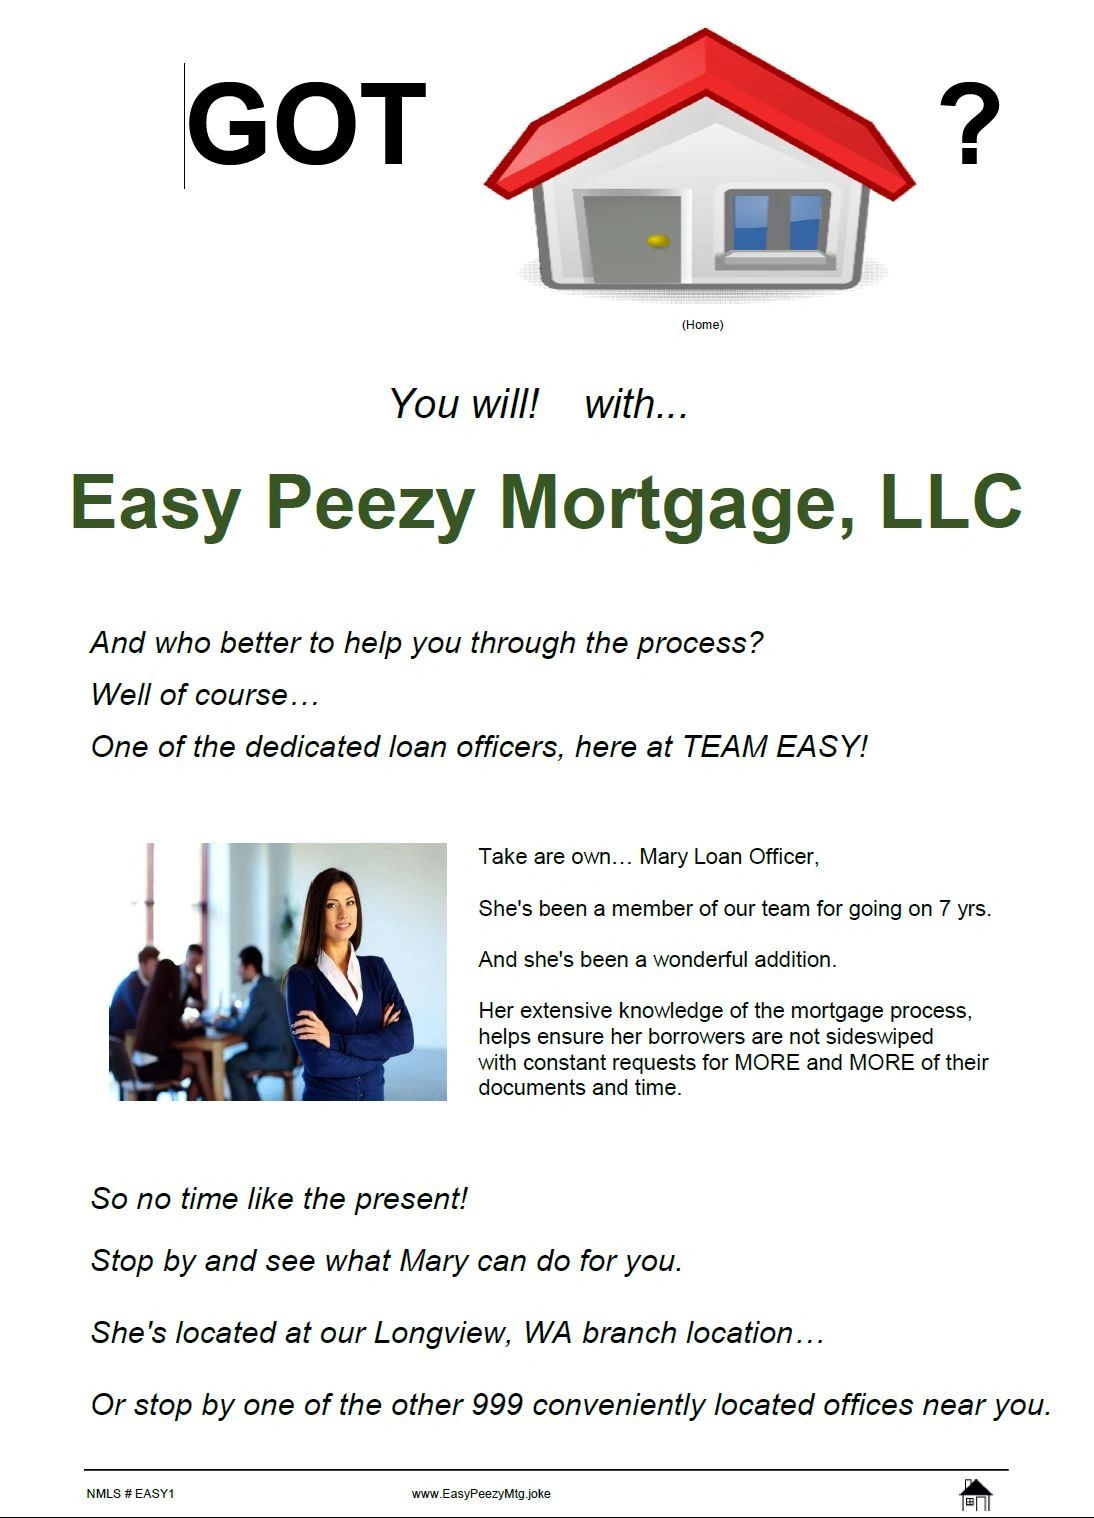 GOT ?
(Home)
You will! with...
Easy Peezy Mortgage, LLC
And who better to help you through the process?
Well of course…
One of the dedicated loan officers, here at TEAM EASY!
Take are own… Mary Loan Officer,
She's been a member of our team for going on 7 yrs.
And she's been a wonderful addition.
Her extensive knowledge of the mortgage process,
helps ensure her borrowers are not sideswiped
with constant requests for MORE and MORE of their
documents and time.
So no time like the present!
Stop by and see what Mary can do for you.
She's located at our Longview, WA branch location…
Or stop by one of the other 999 conveniently located offices near you.
NMLS # EASY1 www.EasyPeezyMtg.joke